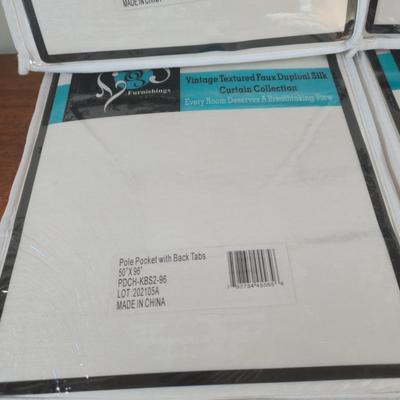 MADE IN CHINA
Furnishings
Vintage Textured Faux Dupioni Silk
Curtain Collection
Every Room Deserves A Breathtaking View
Pole Pocket with Back Tabs
50"X 96"
PDCH-KBS2-96
LOT:202105A
MADE IN CHINA